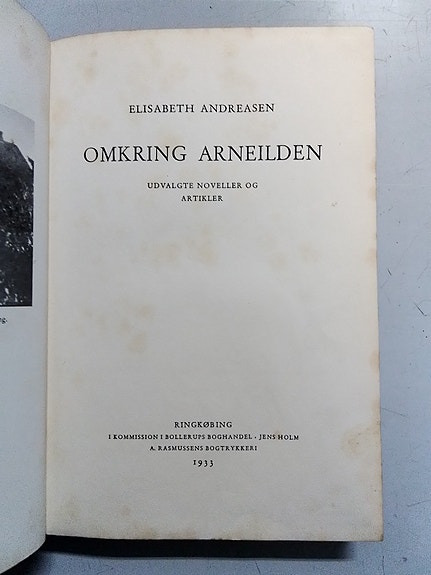 ELISABETH ANDREASEN
OMKRING ARNEILDEN
UDVALGTE NOVELLER OG
ARTIKLER
RINGKØBING
I KOMMISSION I BOLLERUPS BOGHANDEL · JENS HOLM
A. RASMUSSENS BOGTRYKKERI
1933